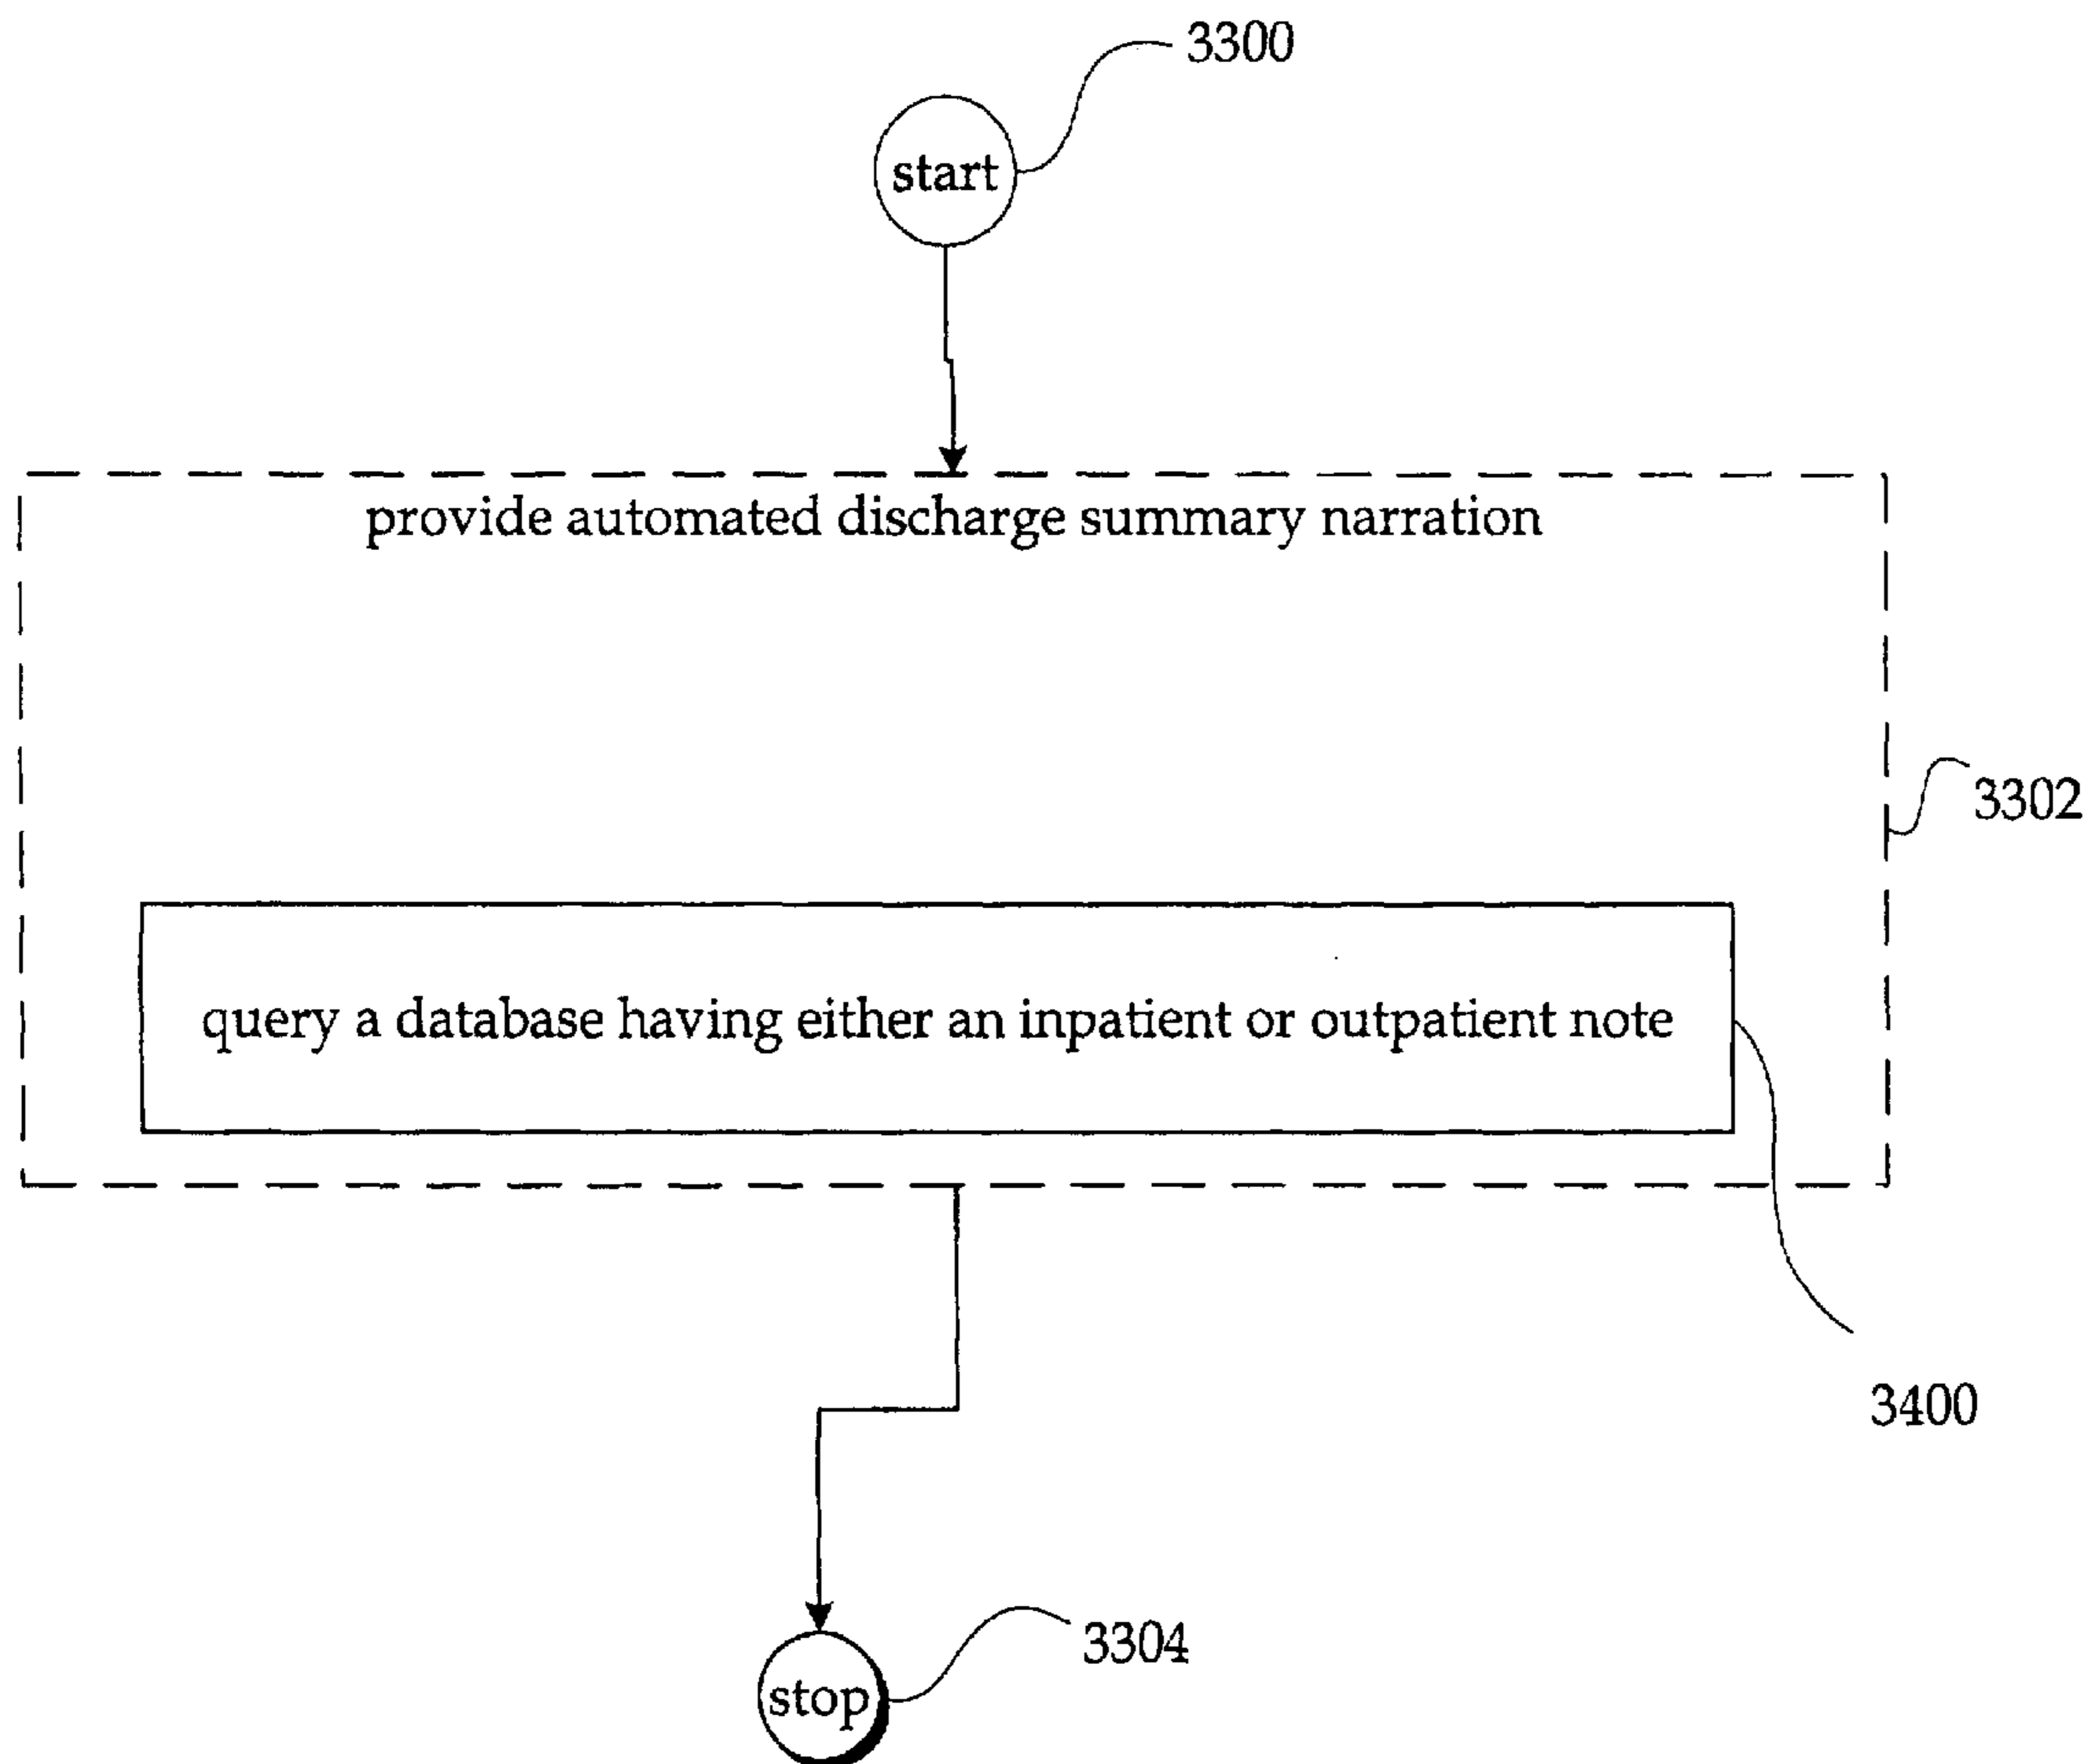 3300
start
provide automated discharge summary narration
3302
query a database having either an inpatient or outpatient note
3400
3304
stop